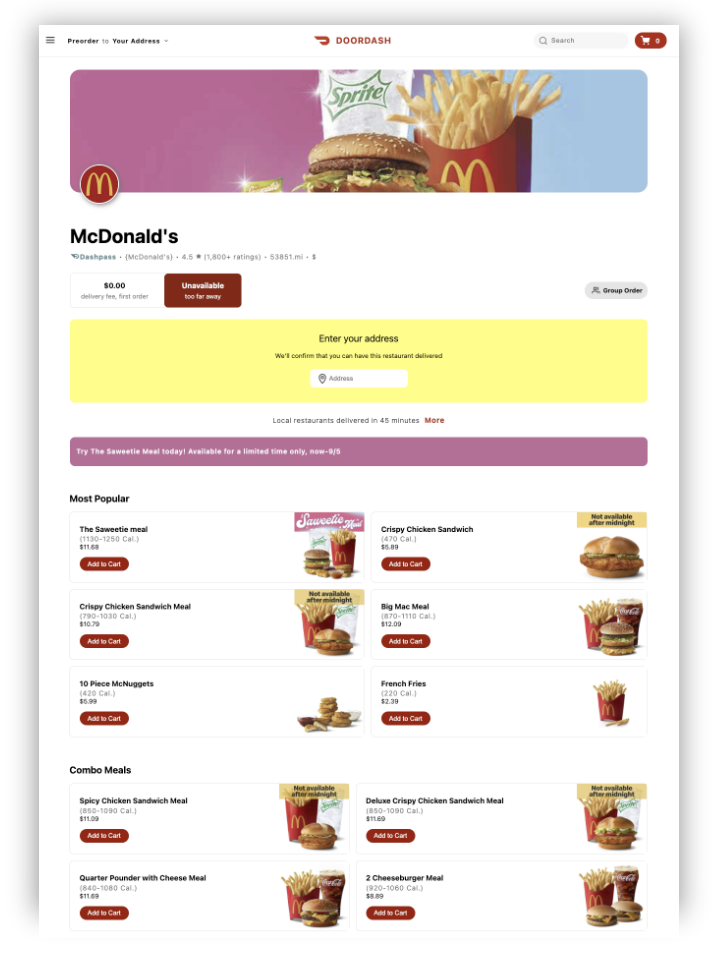 Preorder to Your Address
DOORDASH
Search
0
Sprite
McDonald's
Dashpass • (McDonald's) • 4.5 ★ (1,800+ ratings) • 53851.mi • $
$0.00
delivery fee, first order
Unavailable
too far away
Group Order
Enter your address
We'll confirm that you can have this restaurant delivered
Address
Local restaurants delivered in 45 minutes More
Try The Saweetie Meal today! Available for a limited time only, now-9/5
Most Popular
The Saweetie meal
(1130-1250 Cal.)
$11.68
Add to Cart
Saweetie Meal
Sprite
Crispy Chicken Sandwich
(470 Cal.)
$5.89
Add to Cart
Not available
after midnight
Crispy Chicken Sandwich Meal
(790-1030 Cal.)
$10.79
Add to Cart
Not available
after midnight
Sprite
Big Mac Meal
(870-1110 Cal.)
$12.09
Add to Cart
Coca-Cola
10 Piece McNuggets
(420 Cal.)
$5.99
Add to Cart
French Fries
(220 Cal.)
$2.39
Add to Cart
Combo Meals
Spicy Chicken Sandwich Meal
(850-1090 Cal.)
$11.09
Add to Cart
Not available
after midnight
Sprite
Deluxe Crispy Chicken Sandwich Meal
(850-1090 Cal.)
$11.69
Add to Cart
Not available
after midnight
Sprite
Quarter Pounder with Cheese Meal
(840-1080 Cal.)
$11.69
Add to Cart
Coca-Cola
2 Cheeseburger Meal
(920-1060 Cal.)
$8.89
Add to Cart
Coca-Cola